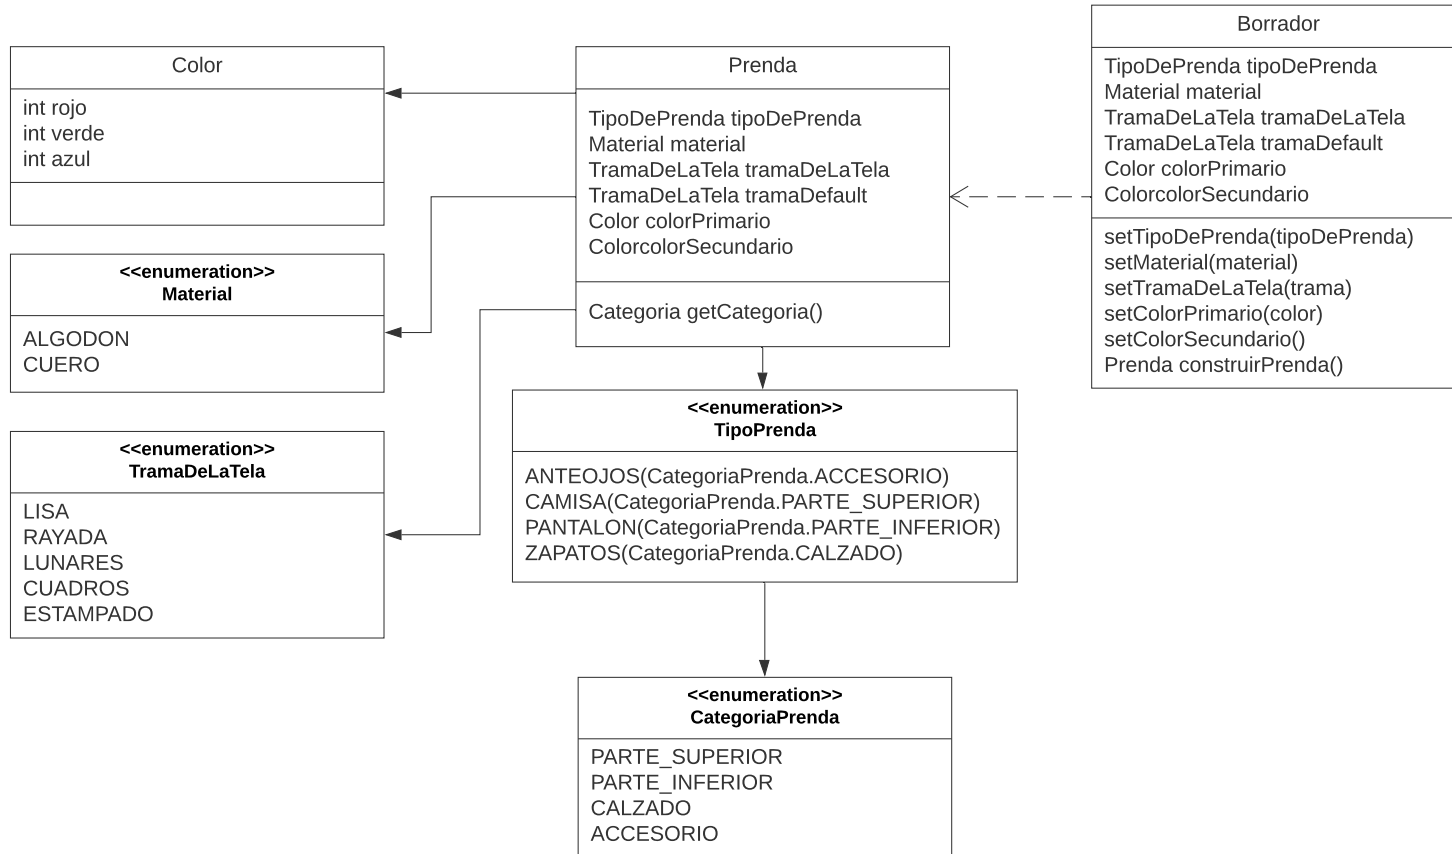 Color
int rojo
int verde
int azul
<<enumeration>>
Material
ALGODON
CUERO
<<enumeration>>
TramaDeLaTela
LISA
RAYADA
LUNARES
CUADROS
ESTAMPADO
Prenda
TipoDePrenda tipoDePrenda
Material material
TramaDeLaTela tramaDeLaTela
TramaDeLaTela tramaDefault
Color colorPrimario
ColorcolorSecundario
Categoria getCategoria()
<<enumeration>>
TipoPrenda
ANTEOJOS(CategoriaPrenda.ACCESORIO)
CAMISA(CategoriaPrenda.PARTE_SUPERIOR)
PANTALON(CategoriaPrenda.PARTE_INFERIOR)
ZAPATOS(CategoriaPrenda.CALZADO)
<<enumeration>>
CategoriaPrenda
PARTE_SUPERIOR
PARTE_INFERIOR
CALZADO
ACCESORIO
Borrador
TipoDePrenda tipoDePrenda
Material material
TramaDeLaTela tramaDeLaTela
TramaDeLaTela tramaDefault
Color colorPrimario
ColorcolorSecundario
setTipoDePrenda(tipoDePrenda)
setMaterial(material)
setTramaDeLaTela(trama)
setColorPrimario(color)
setColorSecundario()
Prenda construirPrenda()